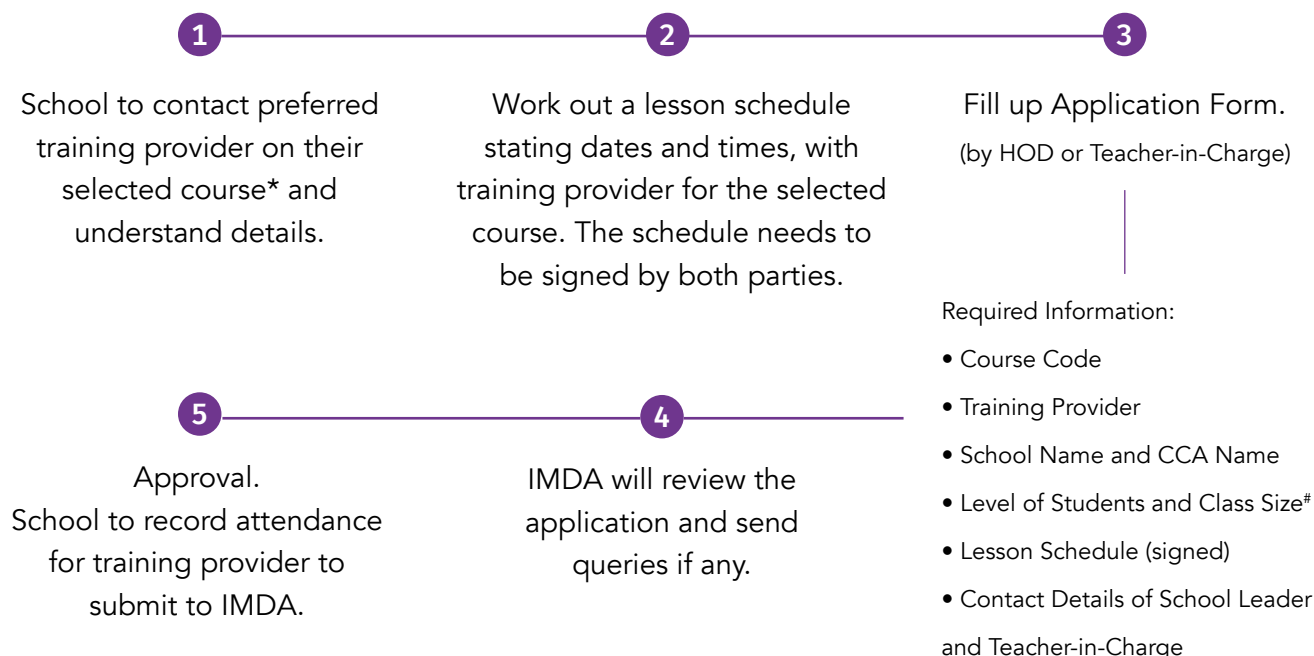 1
School to contact preferred
training provider on their
selected course* and
understand details.
2
Work out a lesson schedule
stating dates and times, with
training provider for the selected
course. The schedule needs to
be signed by both parties.
3
Fill up Application Form.
(by HOD or Teacher-in-Charge)
Required Information:
• Course Code
• Training Provider
• School Name and CCA Name
• Level of Students and Class Size#
• Lesson Schedule (signed)
• Contact Details of School Leader
and Teacher-in-Charge
4
IMDA will review the
application and send
queries if any.
5
Approval.
School to record attendance
for training provider to
submit to IMDA.